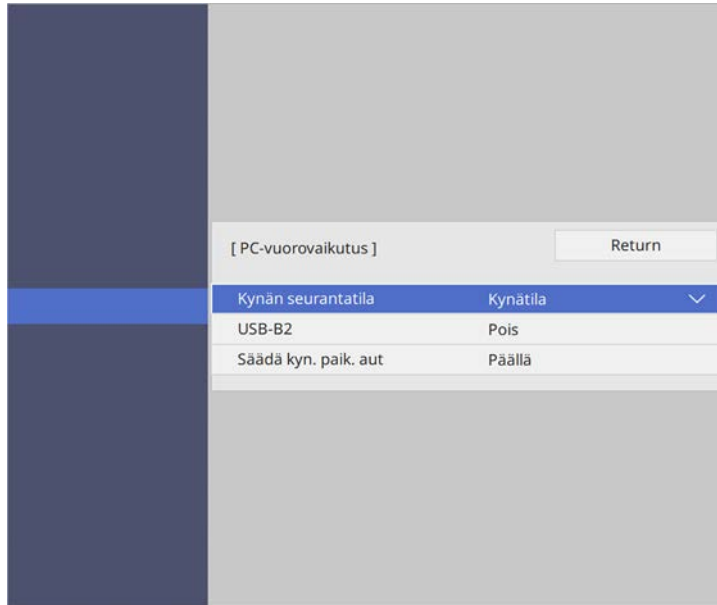 [ PC-vuorovaikutus ] Return
Kynän seurantatila Kynätila
USB-B2 Pois
Säädä kyn. paik. aut Päällä